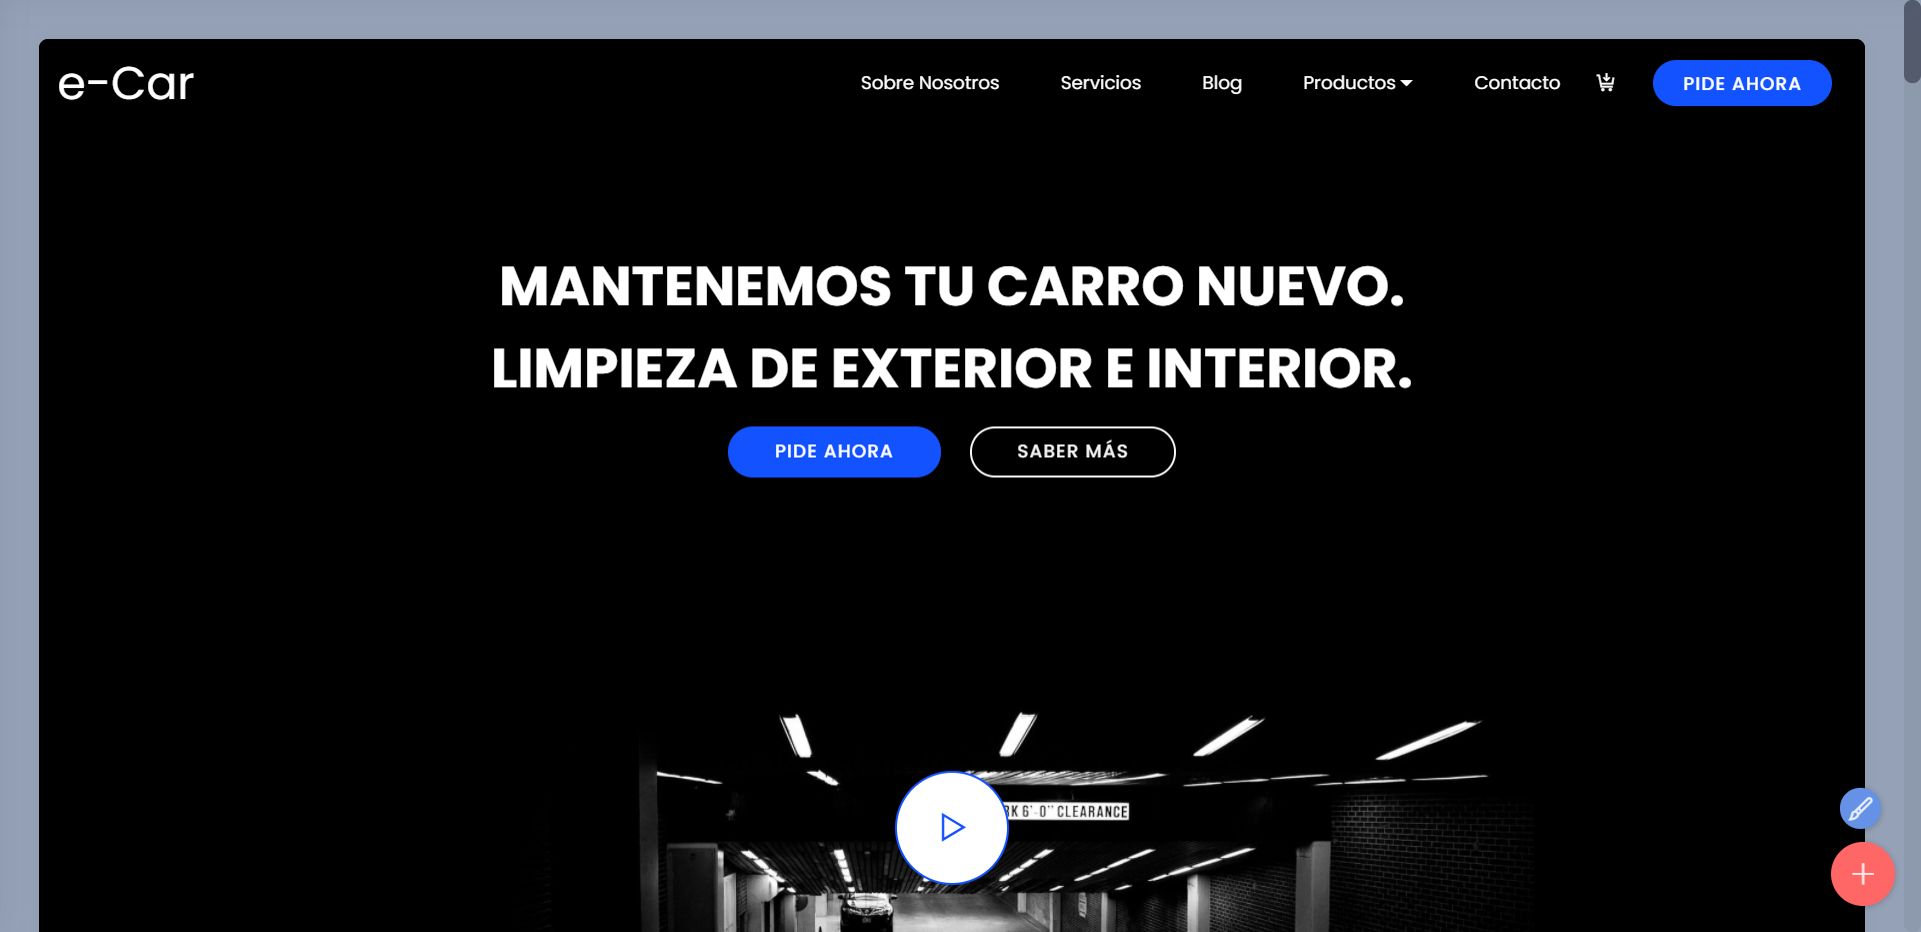 e-Car
Sobre Nosotros
Servicios
Blog
Productos
Contacto
PIDE AHORA
MANTENEMOS TU CARRO NUEVO.
LIMPIEZA DE EXTERIOR E INTERIOR.
PIDE AHORA
SABER MÁS
6'-0" CLEARANCE